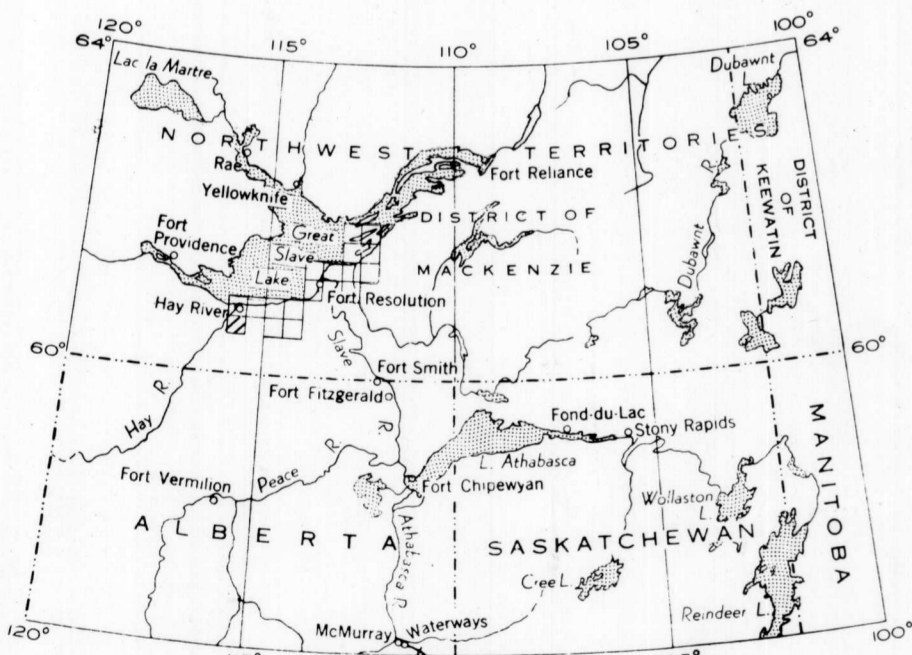 120°
115°
110°
105°
100°
64°
64°
Lac la Martre
Dubawnt
L.
NORTHWEST TERRITORIES
Rae
Yellowknife
Fort Reliance
DISTRICT OF
KEEWATIN
DISTRICT OF
MACKENZIE
Fort
Providence
Great
Slave
Lake
Dubawnt R.
Hay River
Fort Resolution
Slave R.
60°
60°
Fort Smith
Fort Fitzgerald
Hay R.
Fond-du-Lac
Stony Rapids
L. Athabasca
MANITOBA
Fort Vermilion
Peace R.
Fort Chipewyan
Wollaston
L.
ALBERTA
SASKATCHEWAN
Athabasca R.
Cree L.
Reindeer L.
McMurray
Waterways
120°
100°